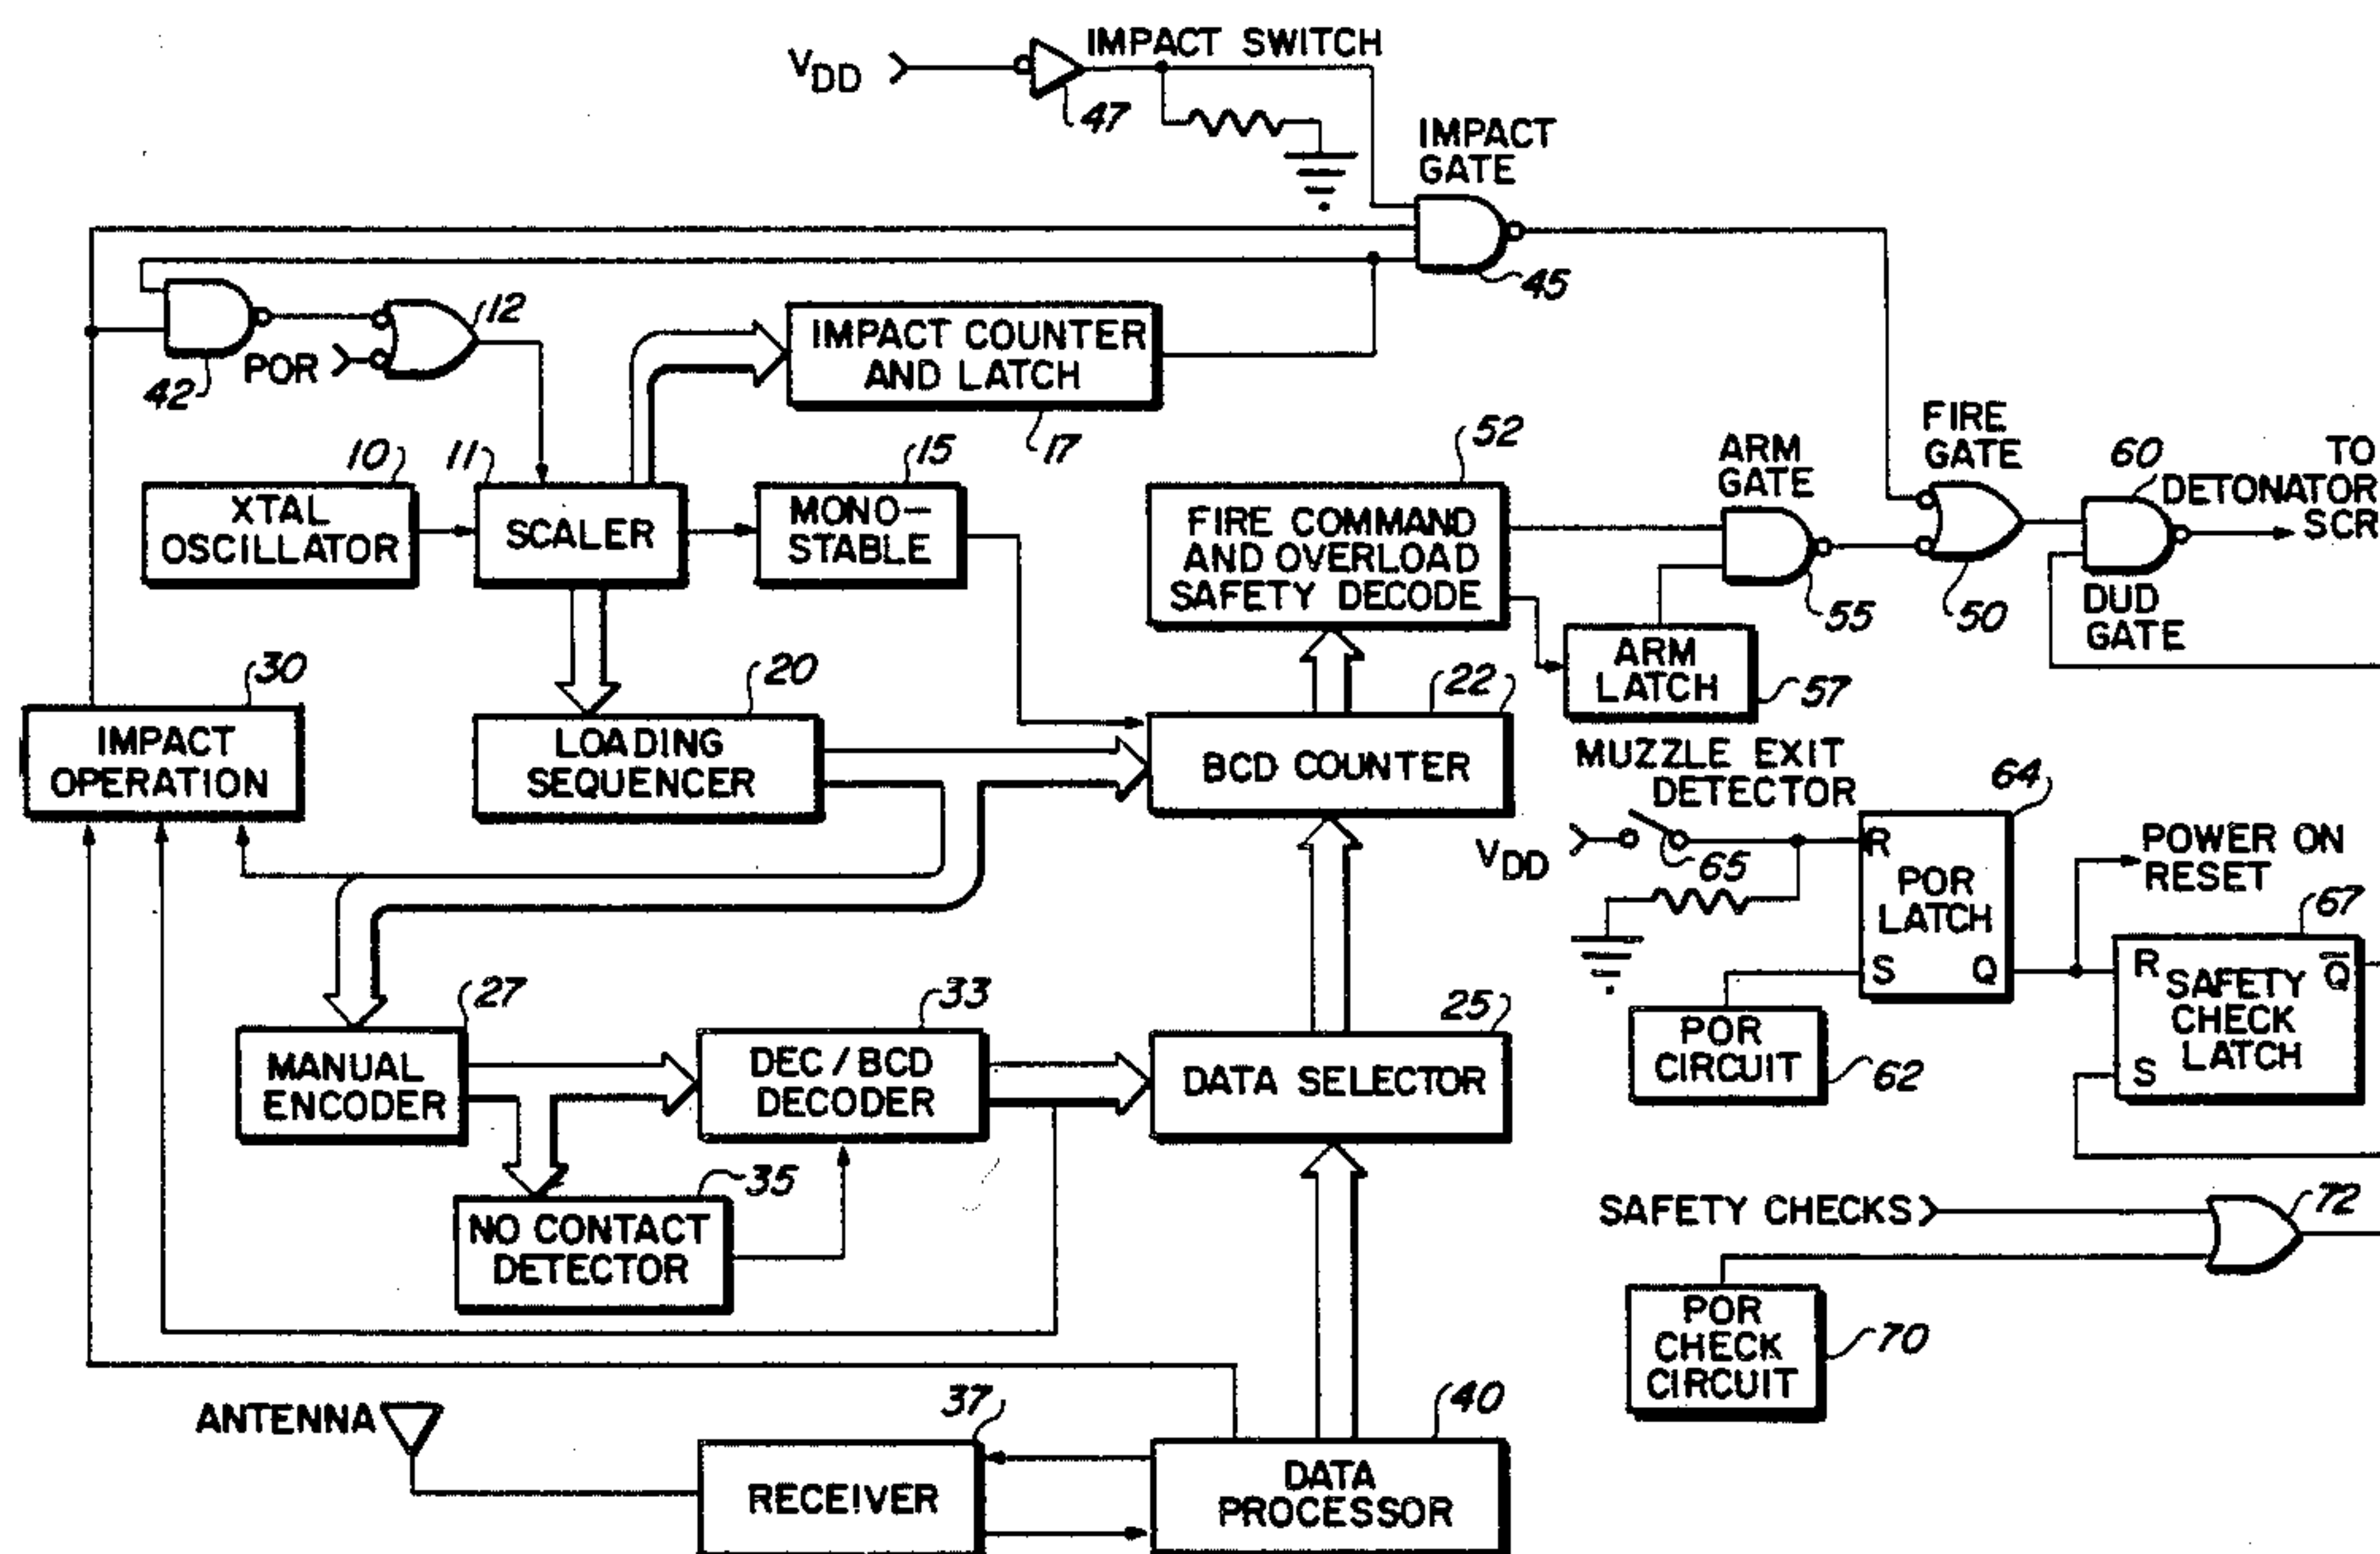 VDD
IMPACT SWITCH
47
IMPACT
GATE
45
12
42
POR
IMPACT COUNTER
AND LATCH
17
10
XTAL
OSCILLATOR
11
SCALER
15
MONO-
STABLE
52
FIRE COMMAND
AND OVERLOAD
SAFETY DECODE
ARM
GATE
55
FIRE
GATE
50
60
TO
DETONATOR
SCR
DUD
GATE
ARM
LATCH
57
30
IMPACT
OPERATION
20
LOADING
SEQUENCER
22
BCD COUNTER
MUZZLE EXIT
DETECTOR
VDD
65
64
R
POR
LATCH
S Q
POWER ON
RESET
67
R Q̅
SAFETY
CHECK
LATCH
S
POR
CIRCUIT
62
27
MANUAL
ENCODER
33
DEC/BCD
DECODER
25
DATA SELECTOR
35
NO CONTACT
DETECTOR
SAFETY CHECKS
72
POR
CHECK
CIRCUIT
70
ANTENNA
37
RECEIVER
40
DATA
PROCESSOR